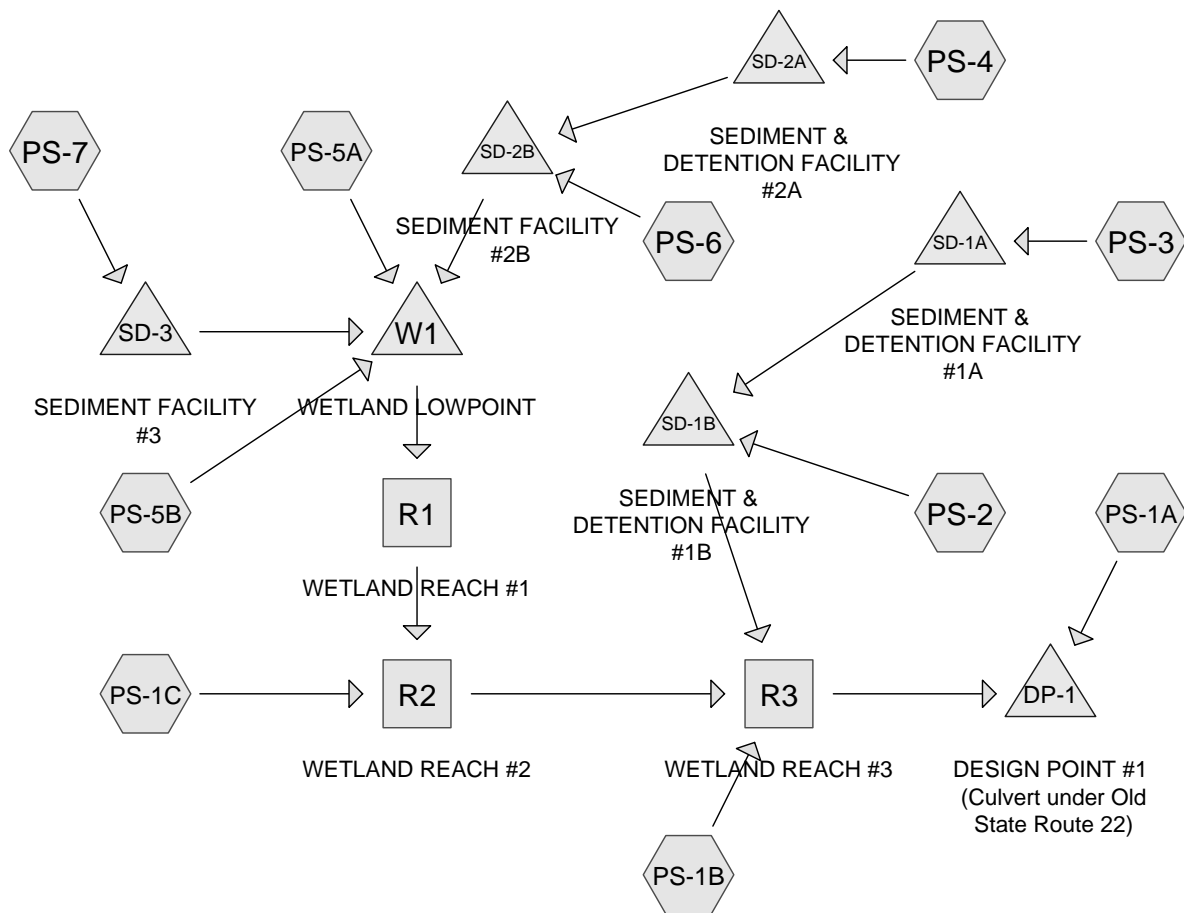 SD-2A
PS-4
PS-7
PS-5A
SD-2B
SEDIMENT &
DETENTION FACILITY
#2A
SEDIMENT FACILITY
#2B
PS-6
SD-1A
PS-3
SD-3
W1
SEDIMENT &
DETENTION FACILITY
#1A
SEDIMENT FACILITY
#3
WETLAND LOWPOINT
SD-1B
PS-5B
R1
SEDIMENT &
DETENTION FACILITY
#1B
PS-2
PS-1A
WETLAND REACH #1
PS-1C
R2
R3
DP-1
WETLAND REACH #2
WETLAND REACH #3
DESIGN POINT #1
(Culvert under Old
State Route 22)
PS-1B